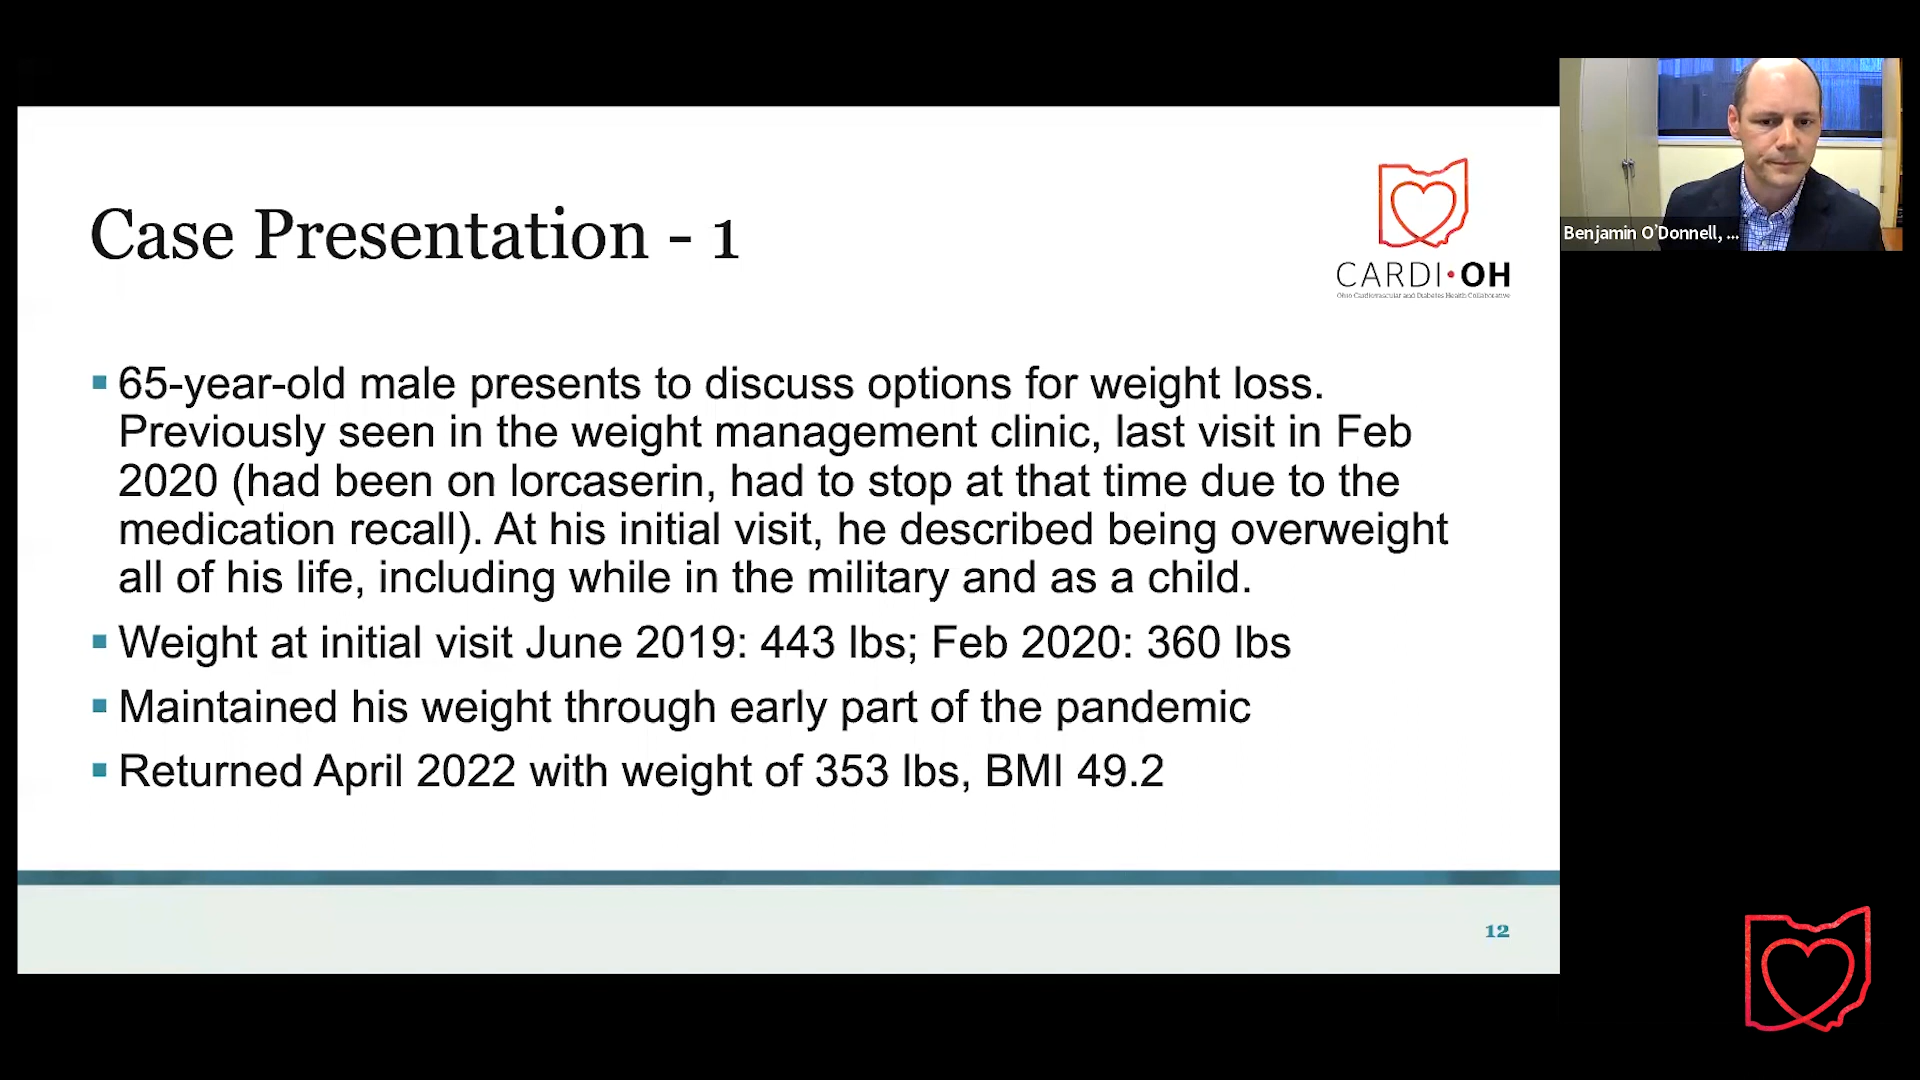 Case Presentation - 1
CARDI•OH
Ohio Cardiovascular and Diabetes Health Collaborative
Benjamin O'Donnell, ...
▪ 65-year-old male presents to discuss options for weight loss.
Previously seen in the weight management clinic, last visit in Feb
2020 (had been on lorcaserin, had to stop at that time due to the
medication recall). At his initial visit, he described being overweight
all of his life, including while in the military and as a child.
▪ Weight at initial visit June 2019: 443 lbs; Feb 2020: 360 lbs
▪ Maintained his weight through early part of the pandemic
▪ Returned April 2022 with weight of 353 lbs, BMI 49.2
12